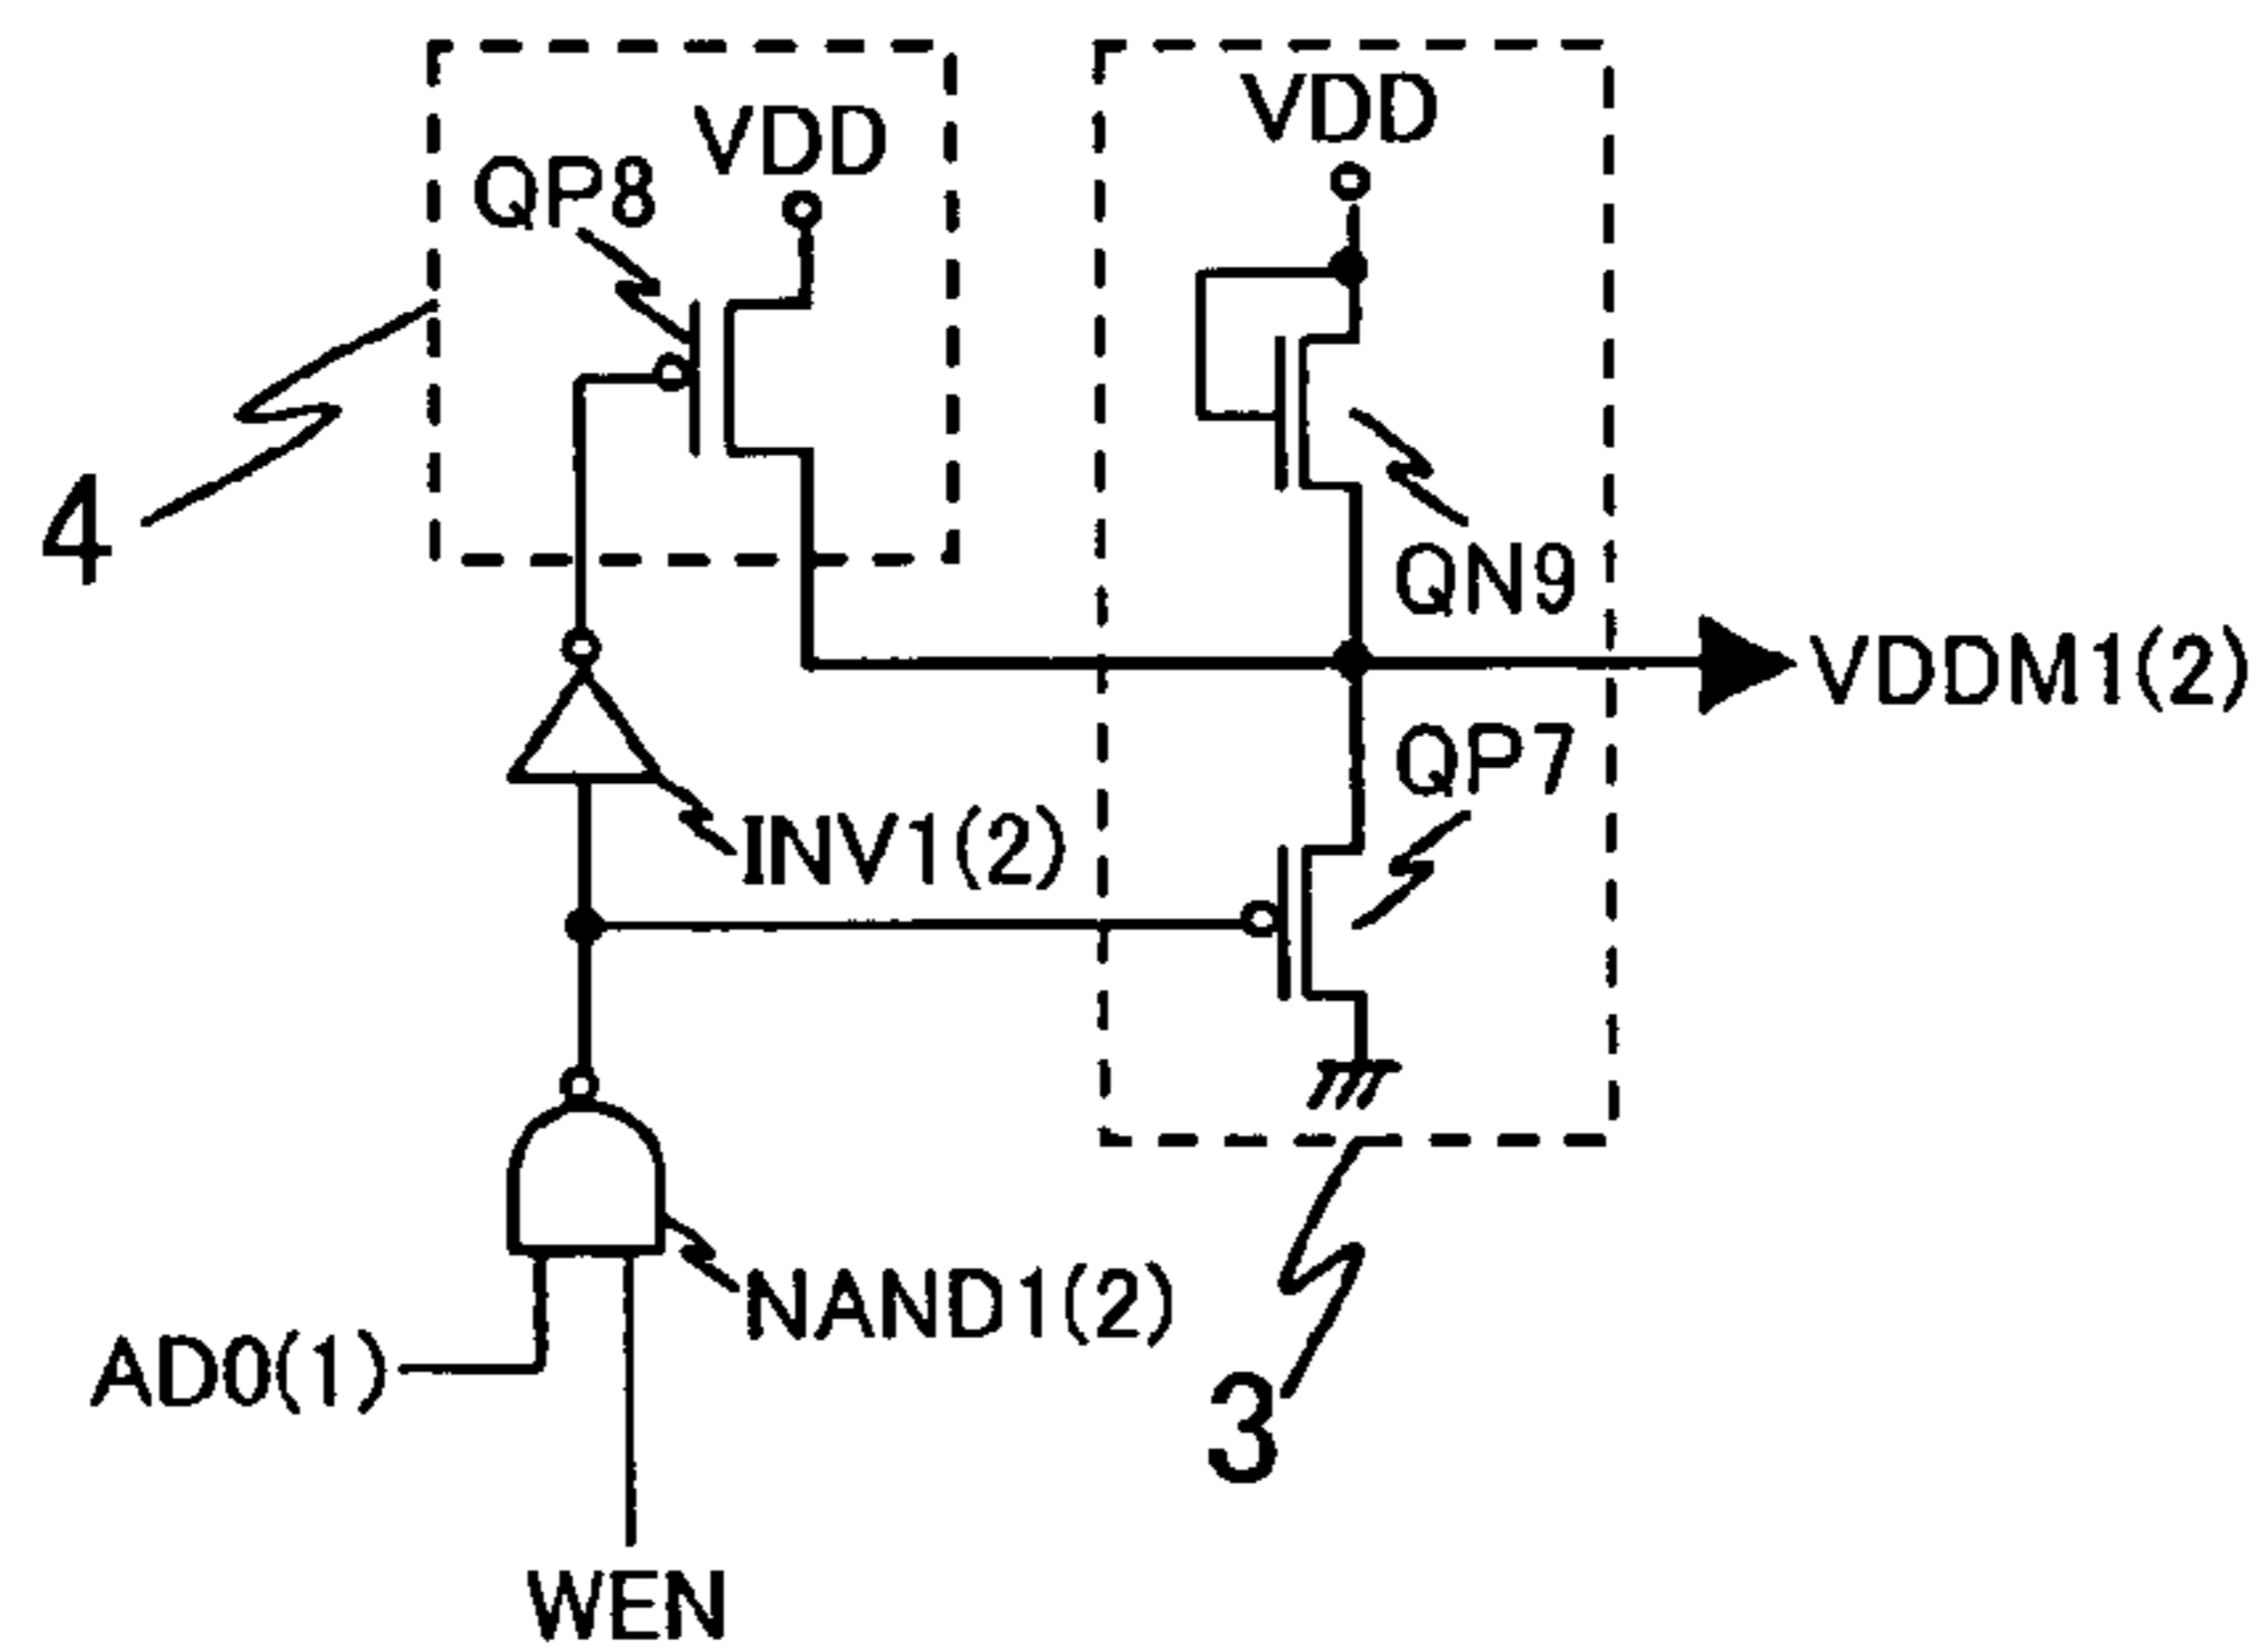 VDD
VDD
QP8
4
QN9
VDDM1(2)
QP7
INV1(2)
NAND1(2)
AD0(1)
3
WEN